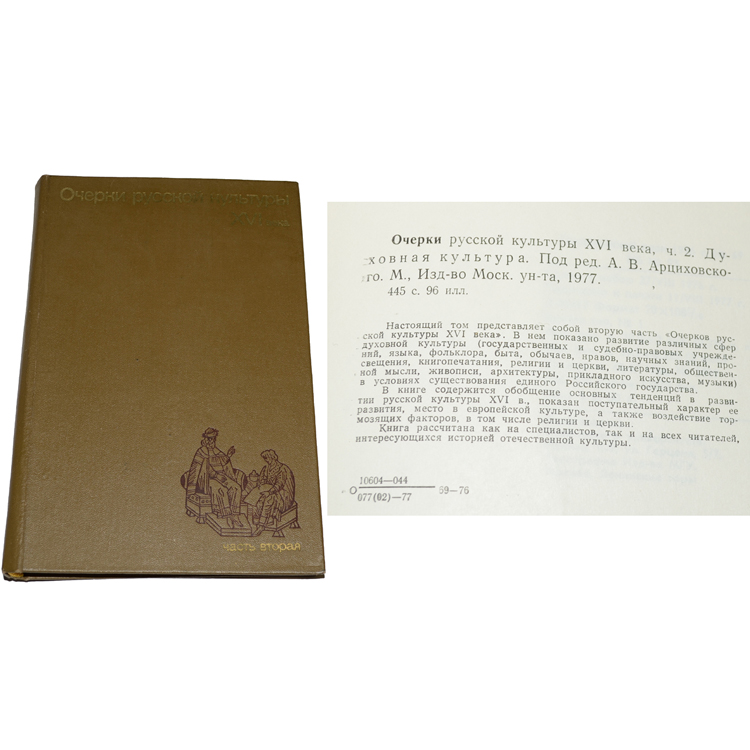 Очерки русской культуры
XVI века
часть вторая
Очерки русской культуры XVI века, ч. 2. Ду-
ховная культура. Под ред. А. В. Арциховско-
го. М., Изд-во Моск. ун-та, 1977.
445 с. 96 илл.
Настоящий том представляет собой вторую часть «Очерков рус-
ской культуры XVI века». В нем показано развитие различных сфер
духовной культуры (государственных и судебно-правовых учрежде-
ний, языка, фольклора, быта, обычаев, нравов, научных знаний, про-
свещения, книгопечатания, религии и церкви, литературы, обществен-
ной мысли, живописи, архитектуры, прикладного искусства, музыки)
в условиях существования единого Российского государства.
В книге содержится обобщение основных тенденций в разви-
тии русской культуры XVI в., показан поступательный характер ее
развития, место в европейской культуре, а также воздействие тор-
мозящих факторов, в том числе религии и церкви.
Книга рассчитана как на специалистов, так и на всех читателей,
интересующихся историей отечественной культуры.
10604—044
О 69—76
077(02)—77